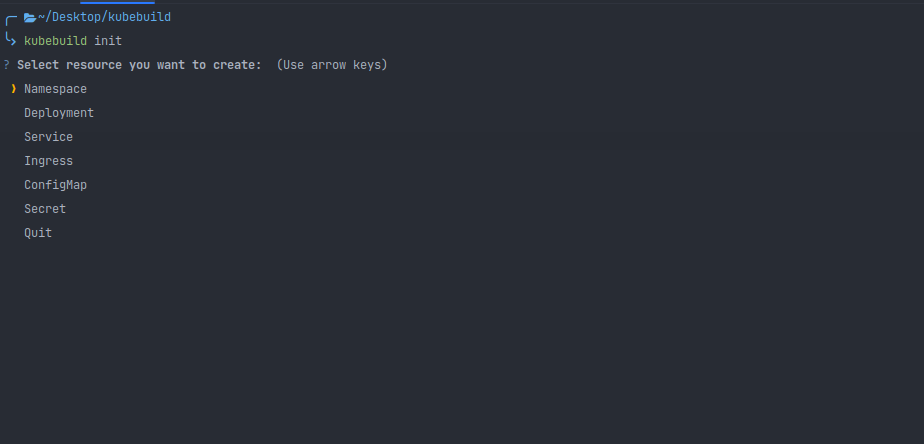 ~/Desktop/kubebuild
kubebuild init
? Select resource you want to create:  (Use arrow keys)
❯ Namespace
Deployment
Service
Ingress
ConfigMap
Secret
Quit